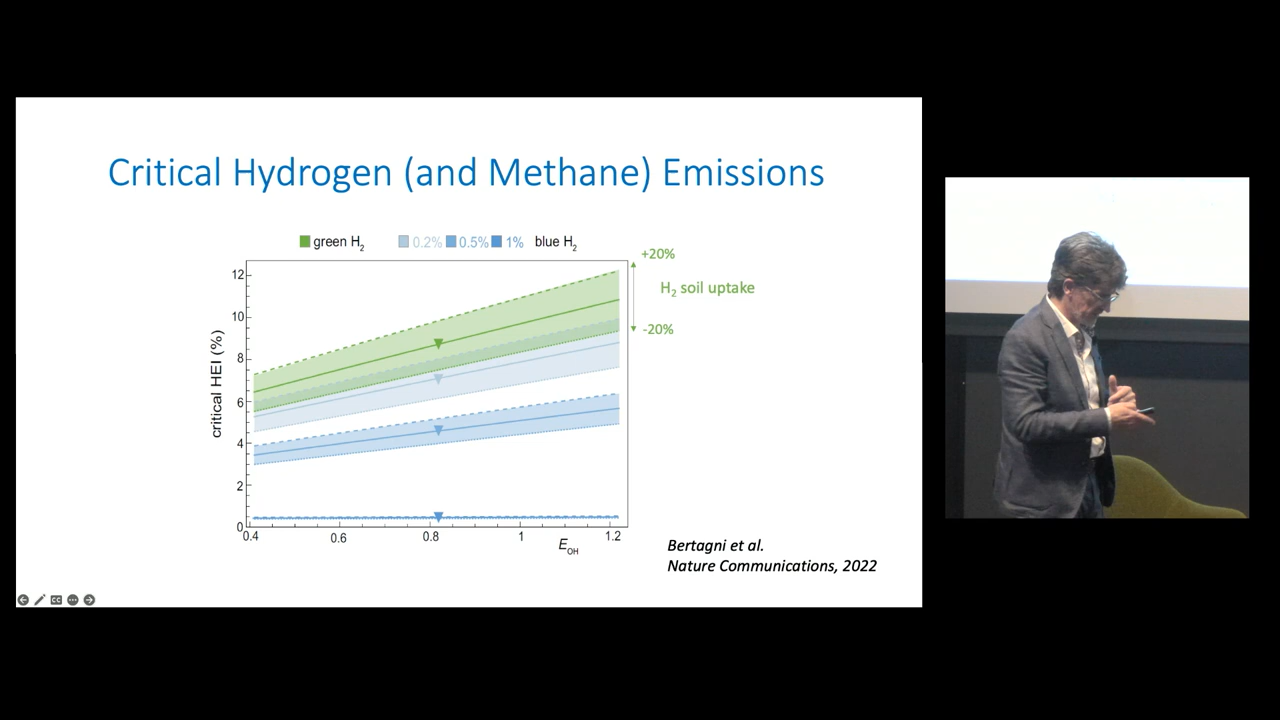 Critical Hydrogen (and Methane) Emissions
green H2 0.2% 0.5% 1% blue H2
+20%
H2 soil uptake
-20%
critical HEI (%)
12
10
8
6
4
2
0
0.4 0.6 0.8 1 1.2
EOH
Bertagni et al.
Nature Communications, 2022
CC